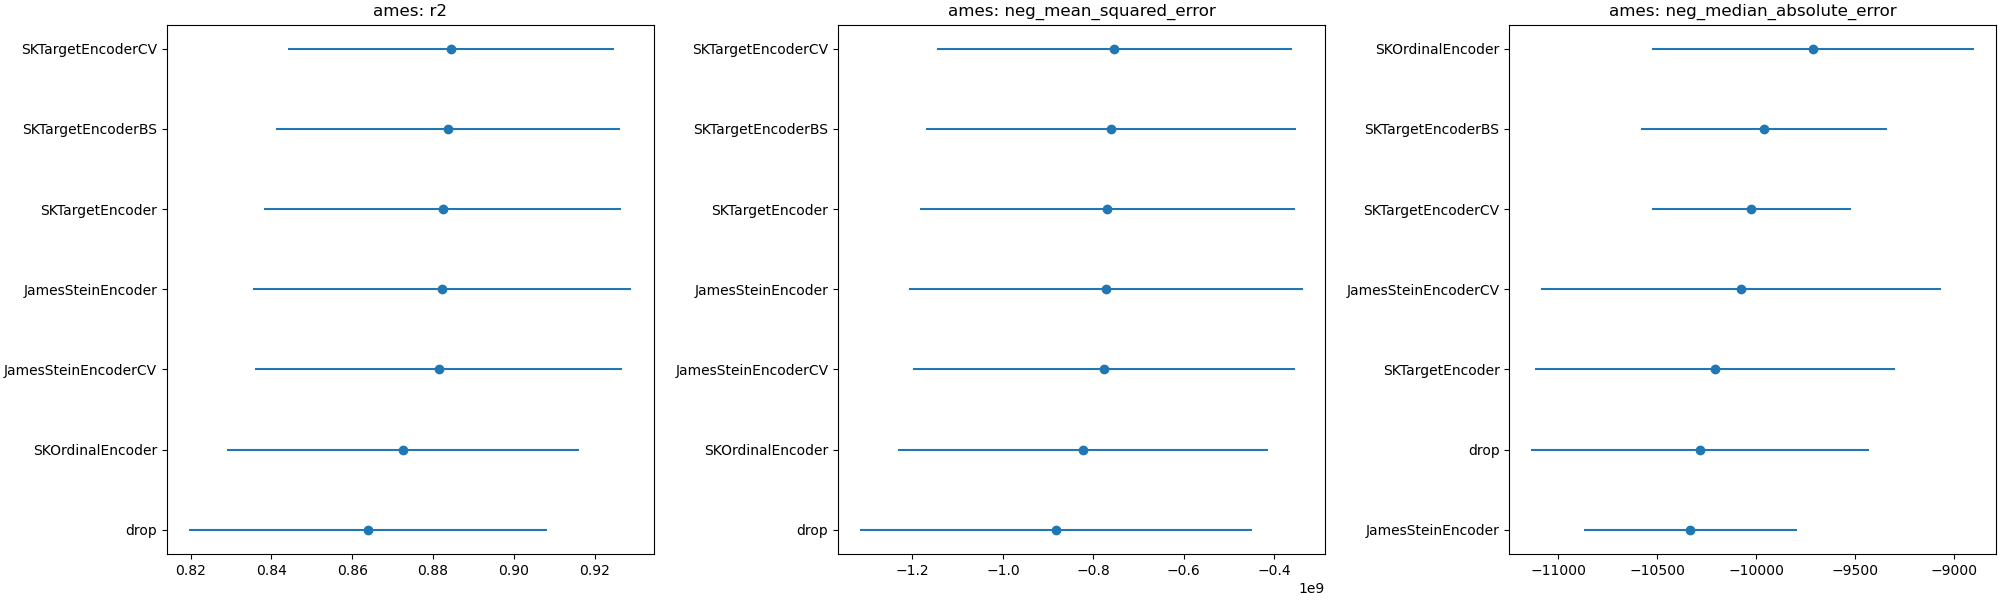 ames: r2
SKTargetEncoderCV
SKTargetEncoderBS
SKTargetEncoder
JamesSteinEncoder
JamesSteinEncoderCV
SKOrdinalEncoder
drop
0.82 0.84 0.86 0.88 0.90 0.92
ames: neg_mean_squared_error
SKTargetEncoderCV
SKTargetEncoderBS
SKTargetEncoder
JamesSteinEncoder
JamesSteinEncoderCV
SKOrdinalEncoder
drop
−1.2 −1.0 −0.8 −0.6 −0.4
1e9
ames: neg_median_absolute_error
SKOrdinalEncoder
SKTargetEncoderBS
SKTargetEncoderCV
JamesSteinEncoderCV
SKTargetEncoder
drop
JamesSteinEncoder
−11000 −10500 −10000 −9500 −9000